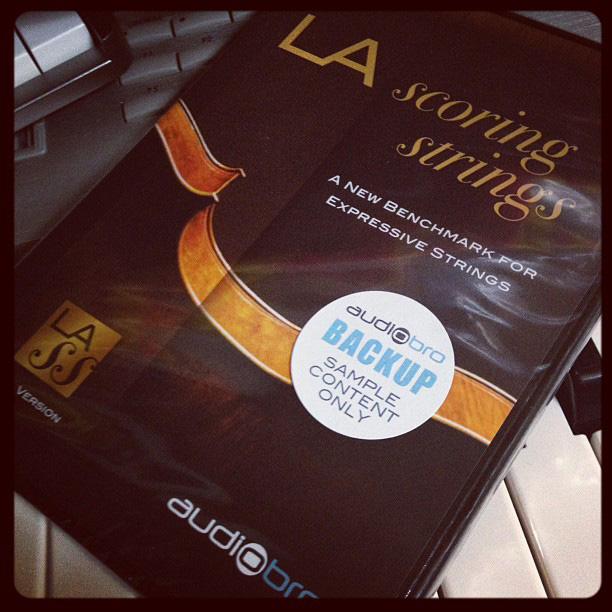 LA scoring
strings
A New Benchmark for
Expressive Strings
audiobro
BACKUP
SAMPLE
CONTENT
ONLY
LA
SS
VERSION
audiobro